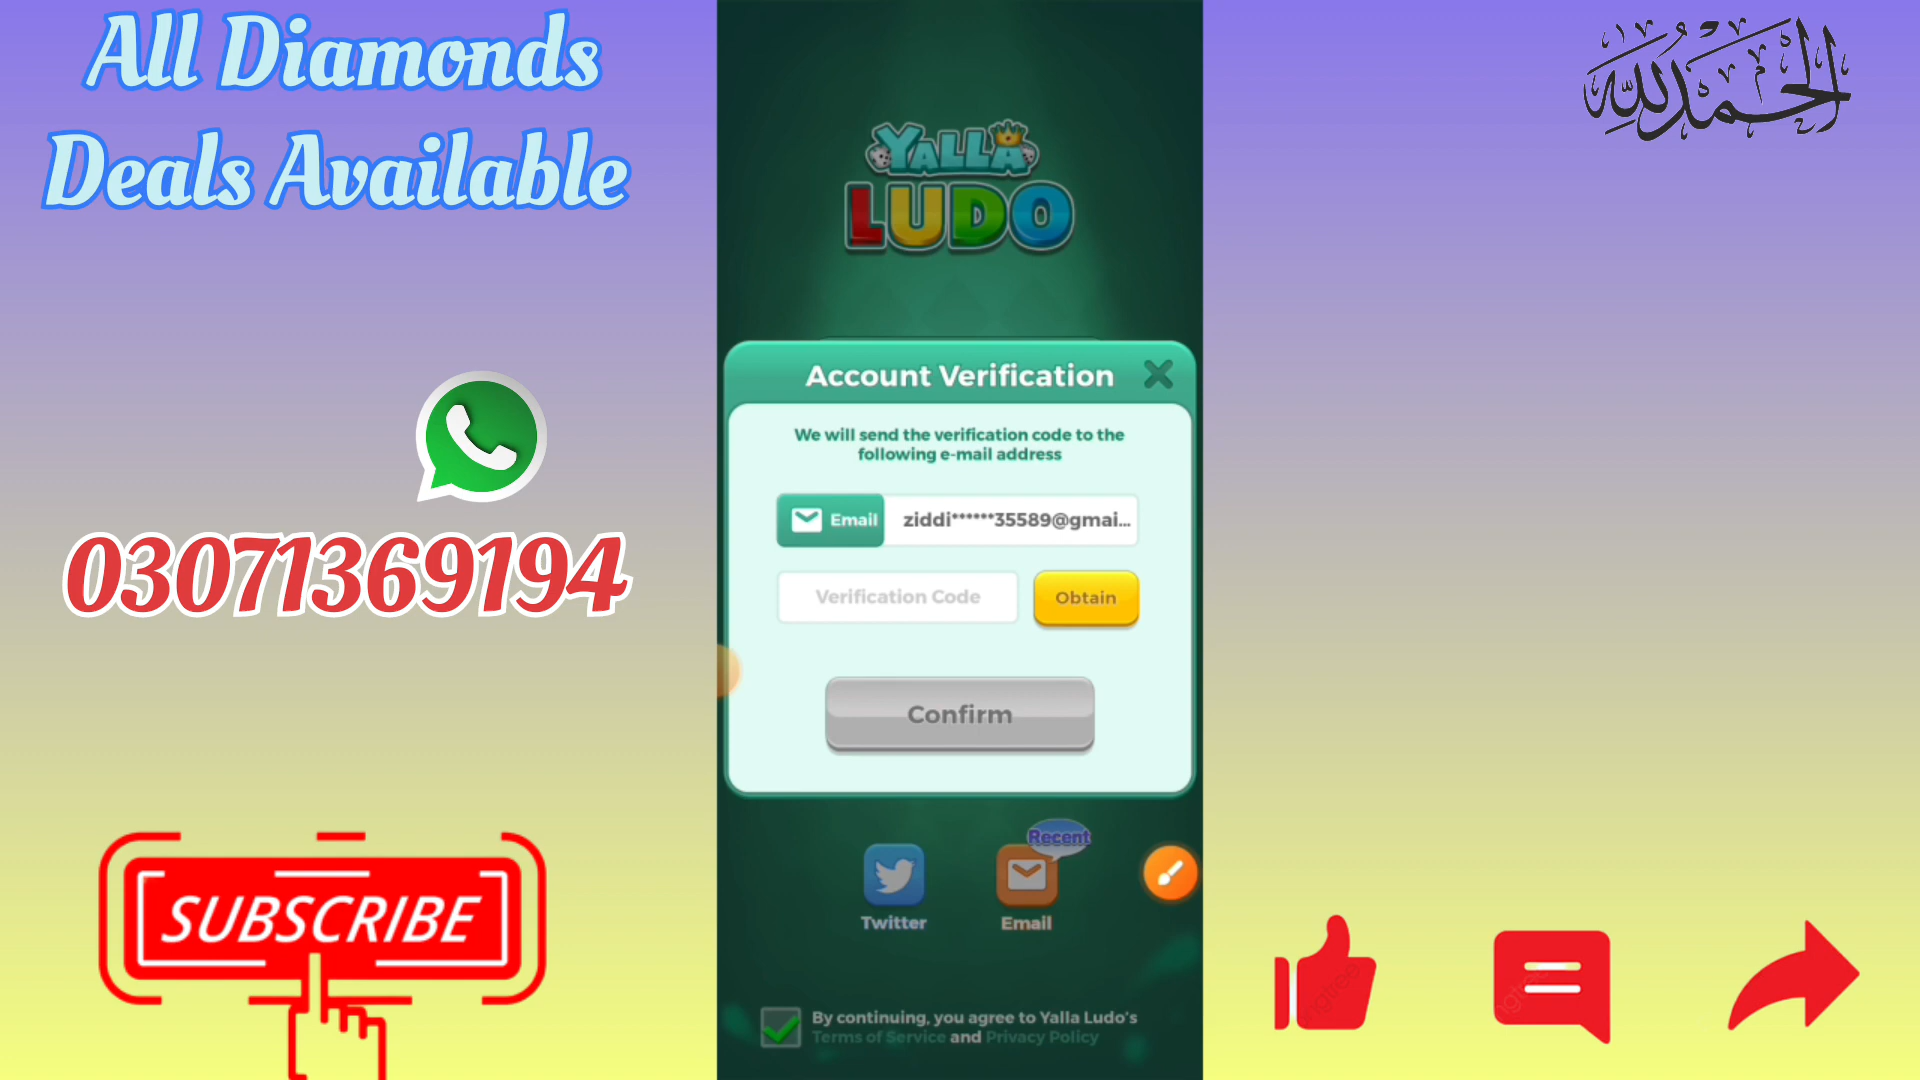 All Diamonds
Deals Available
03071369194
SUBSCRIBE
YALLA
LUDO
Account Verification
We will send the verification code to the
following e-mail address
Email
ziddi******35589@gmai...
Verification Code
Obtain
Confirm
Recent
Twitter
Email
By continuing, you agree to Yalla Ludo's
Terms of Service and Privacy Policy
الحمد لله